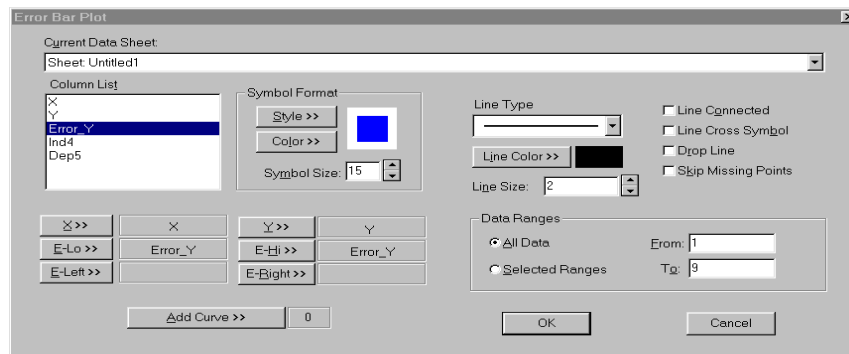 Error Bar Plot
Current Data Sheet:
Sheet: Untitled1
Column List
X
Y
Error_Y
Ind4
Dep5
Symbol Format
Style >>
Color >>
Symbol Size: 15
Line Type
Line Color >>
Line Size: 2
Line Connected
Line Cross Symbol
Drop Line
Skip Missing Points
X >> X
Y >> Y
E-Lo >> Error_Y
E-Hi >> Error_Y
E-Left >>
E-Right >>
Add Curve >> 0
Data Ranges
All Data
Selected Ranges
From: 1
To: 9
OK
Cancel